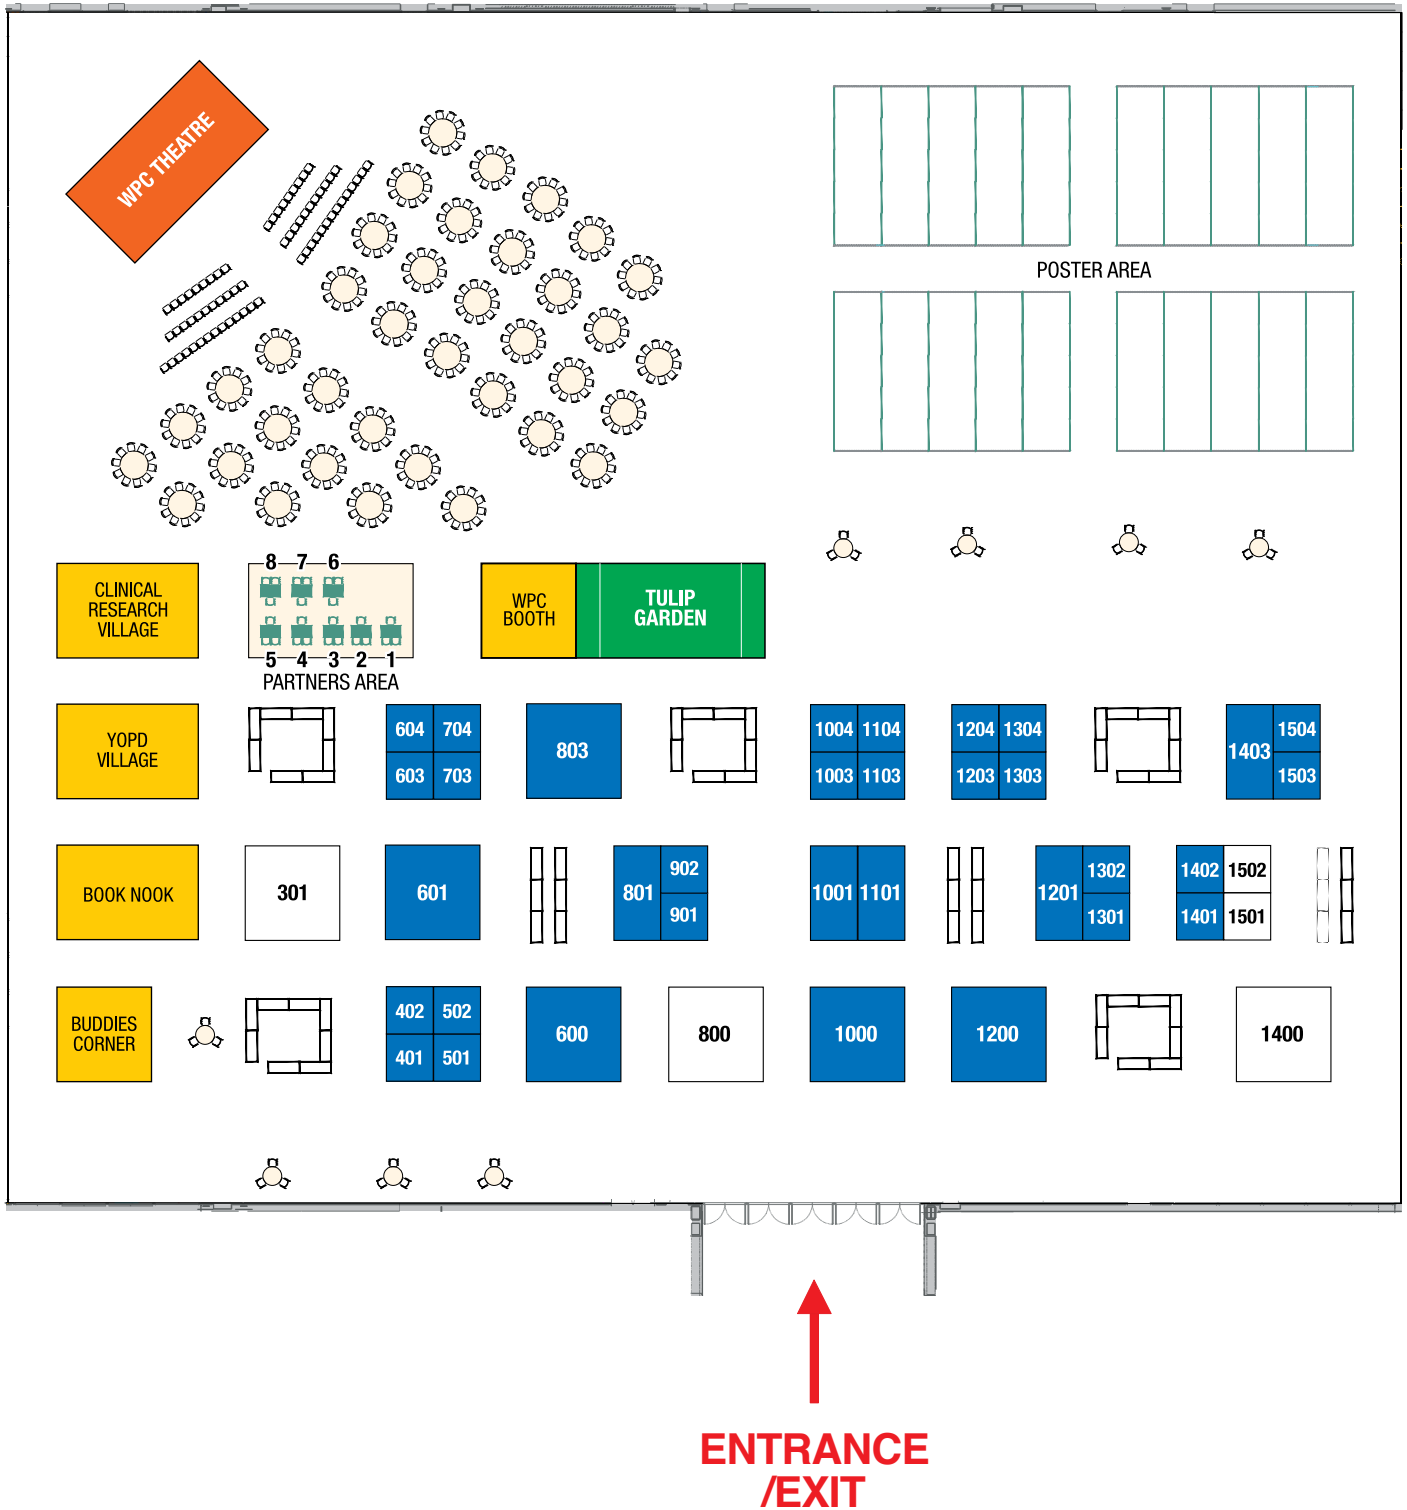 WPC THEATRE
POSTER AREA
CLINICAL
RESEARCH
VILLAGE
8 7 6
5 4 3 2 1
PARTNERS AREA
WPC
BOOTH
TULIP
GARDEN
YOPD
VILLAGE
604 704
603 703
803
1004 1104
1003 1103
1204 1304
1203 1303
1403
1504
1503
BOOK NOOK
301
601
801
902
901
1001 1101
1201
1302
1301
1402 1502
1401 1501
BUDDIES
CORNER
402 502
401 501
600
800
1000
1200
1400
ENTRANCE
/EXIT